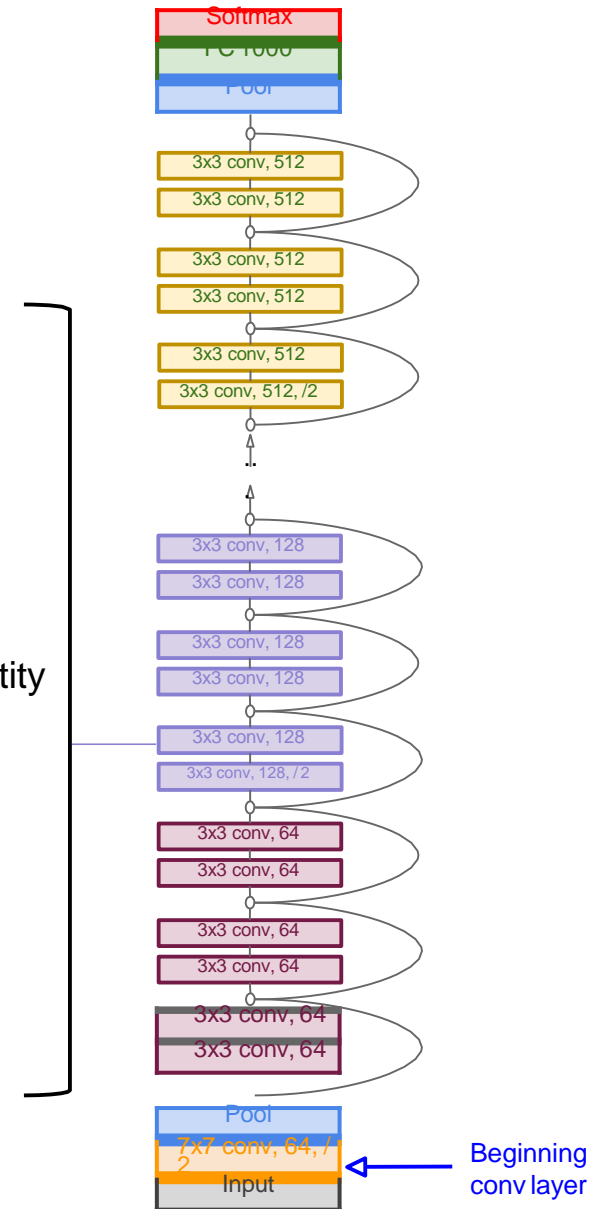 Softmax
FC 1000
Pool
3x3 conv, 512
3x3 conv, 512
3x3 conv, 512
3x3 conv, 512
3x3 conv, 512
3x3 conv, 512, /2
..
.
3x3 conv, 128
3x3 conv, 128
3x3 conv, 128
3x3 conv, 128
tity
3x3 conv, 128
3x3 conv, 128, /2
3x3 conv, 64
3x3 conv, 64
3x3 conv, 64
3x3 conv, 64
3x3 conv, 64
3x3 conv, 64
Pool
7x7 conv, 64, /
2
Input
Beginning
conv layer